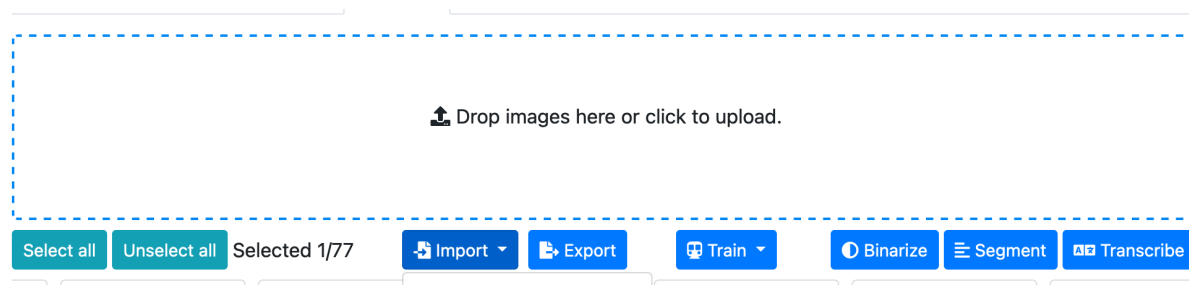 Drop images here or click to upload.
Select all Unselect all Selected 1/77 Import Export Train Binarize Segment Transcribe